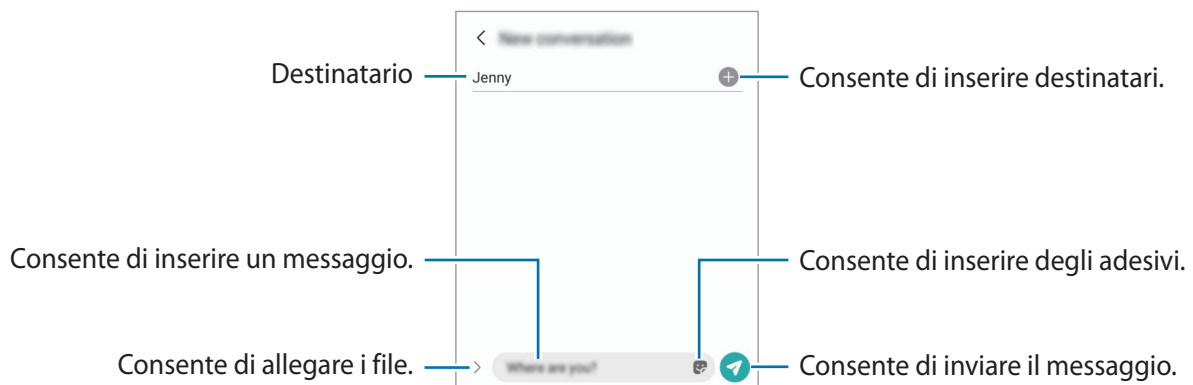 New conversation
Destinatario
Jenny
Consente di inserire destinatari.
Consente di inserire un messaggio.
Consente di inserire degli adesivi.
Consente di allegare i file.
Where are you?
Consente di inviare il messaggio.